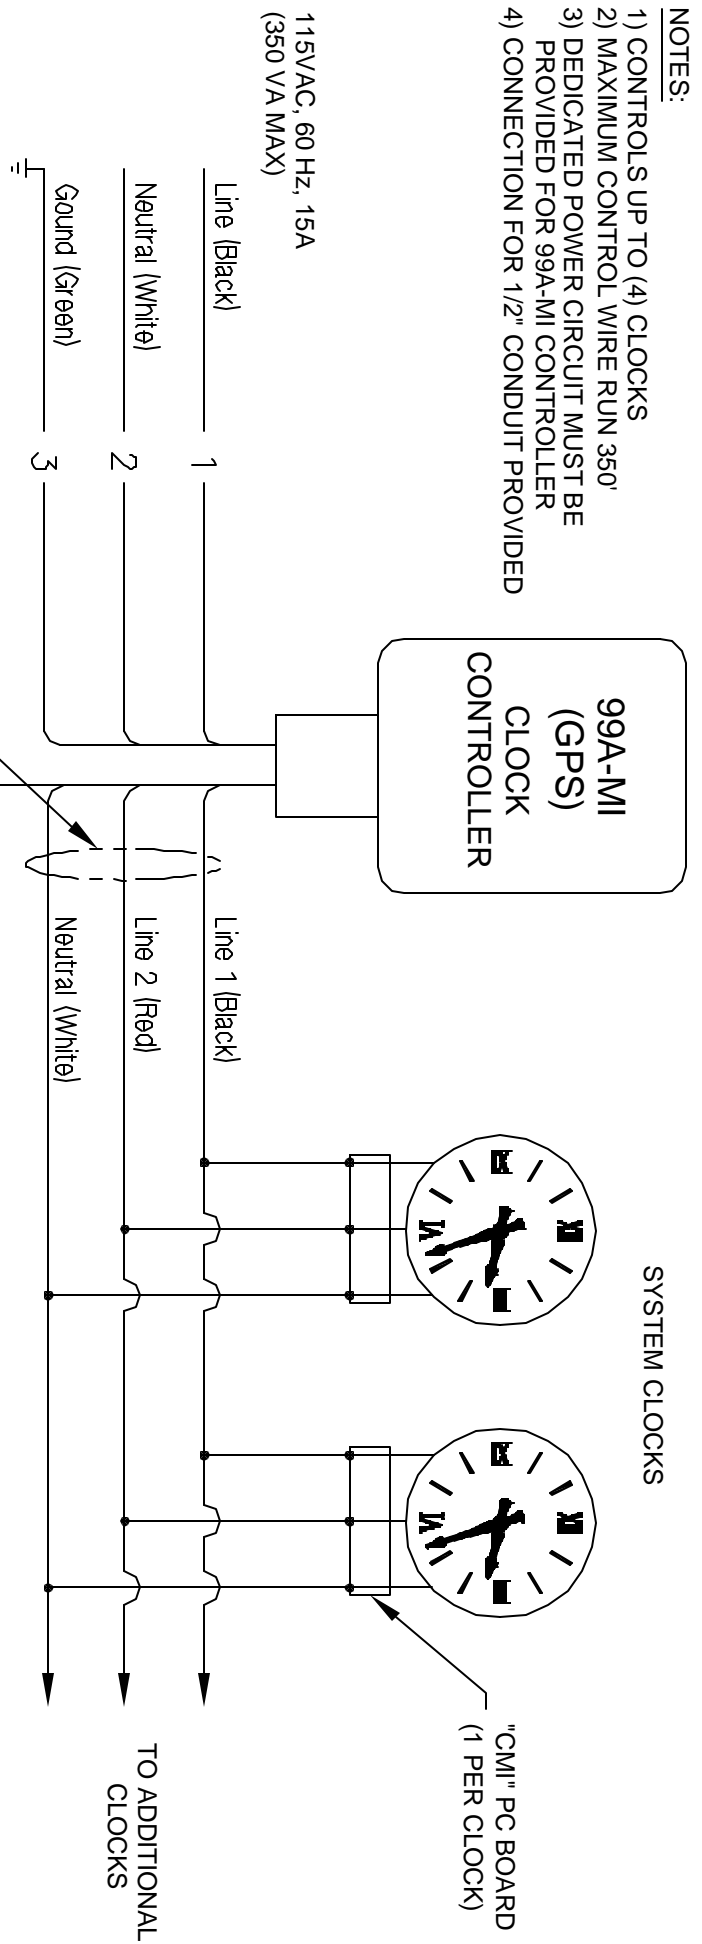 NOTES:
1) CONTROLS UP TO (4) CLOCKS
2) MAXIMUM CONTROL WIRE RUN 350'
3) DEDICATED POWER CIRCUIT MUST BE
PROVIDED FOR 99A-MI CONTROLLER
4) CONNECTION FOR 1/2" CONDUIT PROVIDED
99A-MI
(GPS)
CLOCK
CONTROLLER
SYSTEM CLOCKS
"CMI" PC BOARD
(1 PER CLOCK)
115VAC, 60 Hz, 15A
(350 VA MAX)
Line (Black)
1
Neutral (White)
2
Gound (Green)
3
Line 1 (Black)
Line 2 (Red)
Neutral (White)
TO ADDITIONAL
CLOCKS